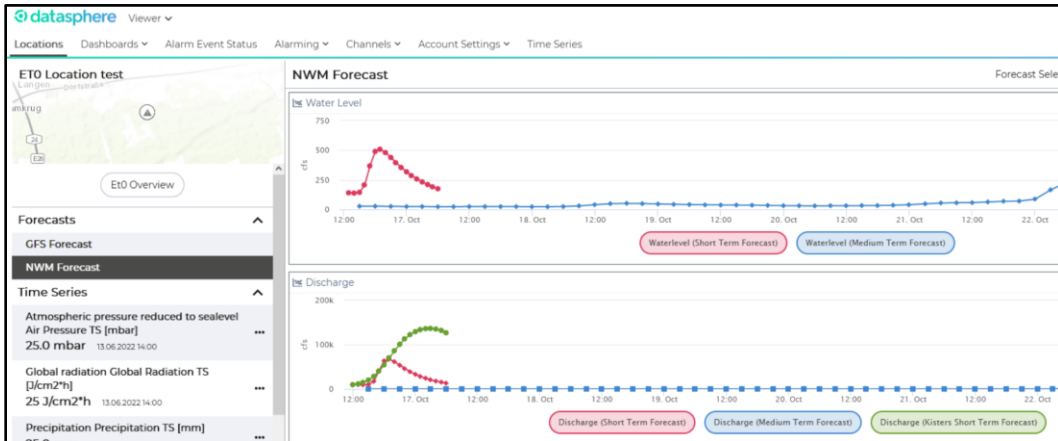 datasphere Viewer
Locations Dashboards Alarm Event Status Alarming Channels Account Settings Time Series
ET0 Location test
Langen
Dorfstraße
24
E26
Et0 Overview
Forecasts
GFS Forecast
NWM Forecast
Time Series
Atmospheric pressure reduced to sealevel
Air Pressure TS [mbar]
25.0 mbar 13.06.2022 14:00
Global radiation Global Radiation TS
[J/cm2*h]
25 J/cm2*h 13.06.2022 14:00
Precipitation Precipitation TS [mm]
NWM Forecast Forecast Sele
Water Level
750
500
250
0
cfs
12:00 17. Oct 12:00 18. Oct 12:00 19. Oct 12:00 20. Oct 12:00 21. Oct 12:00 22. Oct
Waterlevel (Short Term Forecast) Waterlevel (Medium Term Forecast)
Discharge
200k
100k
0
cfs
12:00 17. Oct 12:00 18. Oct 12:00 19. Oct 12:00 20. Oct 12:00 21. Oct 12:00 22. Oct
Discharge (Short Term Forecast) Discharge (Medium Term Forecast) Discharge (Kisters Short Term Forecast)